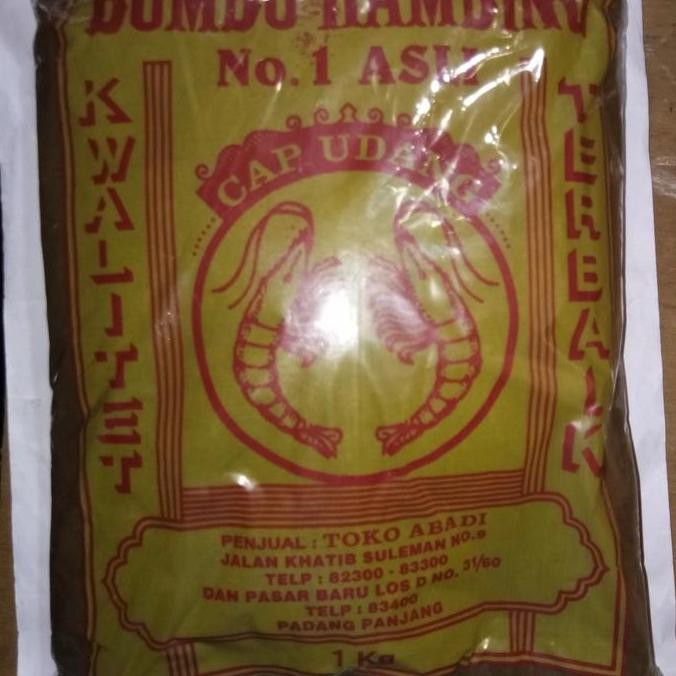 BUMBU KAMBING
No.1 ASLI
KWALITET
TERBAIK
CAP UDANG
PENJUAL : TOKO ABADI
JALAN KHATIB SULEMAN NO.9
TELP : 82300 - 83300
DAN PASAR BARU LOS D NO. 31/60
TELP : 83400
PADANG PANJANG
1 Kg